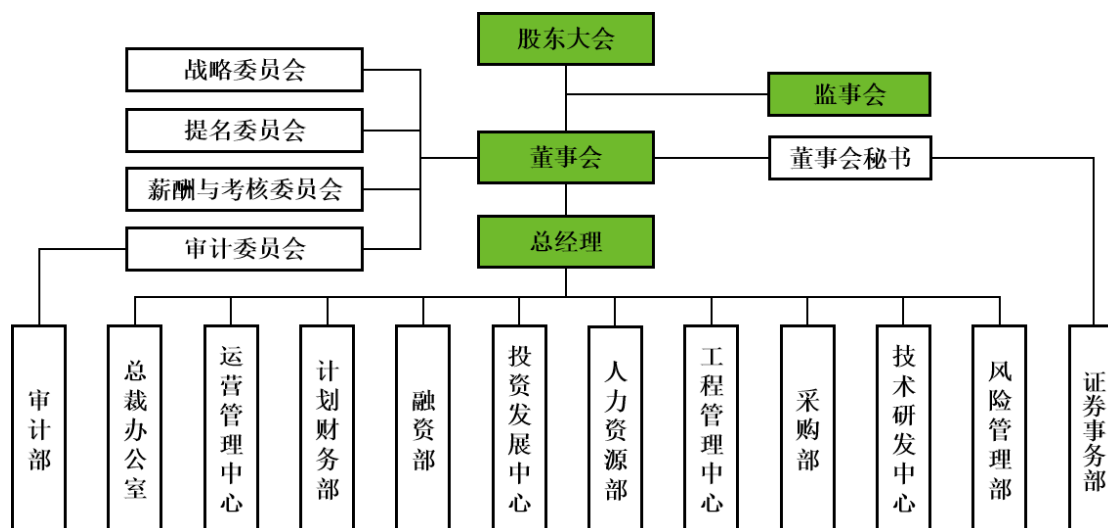 股东大会
战略委员会
监事会
提名委员会
董事会
董事会秘书
薪酬与考核委员会
总经理
审计委员会
审计部
总裁办公室
运营管理中心
计划财务部
融资部
投资发展中心
人力资源部
工程管理中心
采购部
技术研发中心
风险管理部
证券事务部